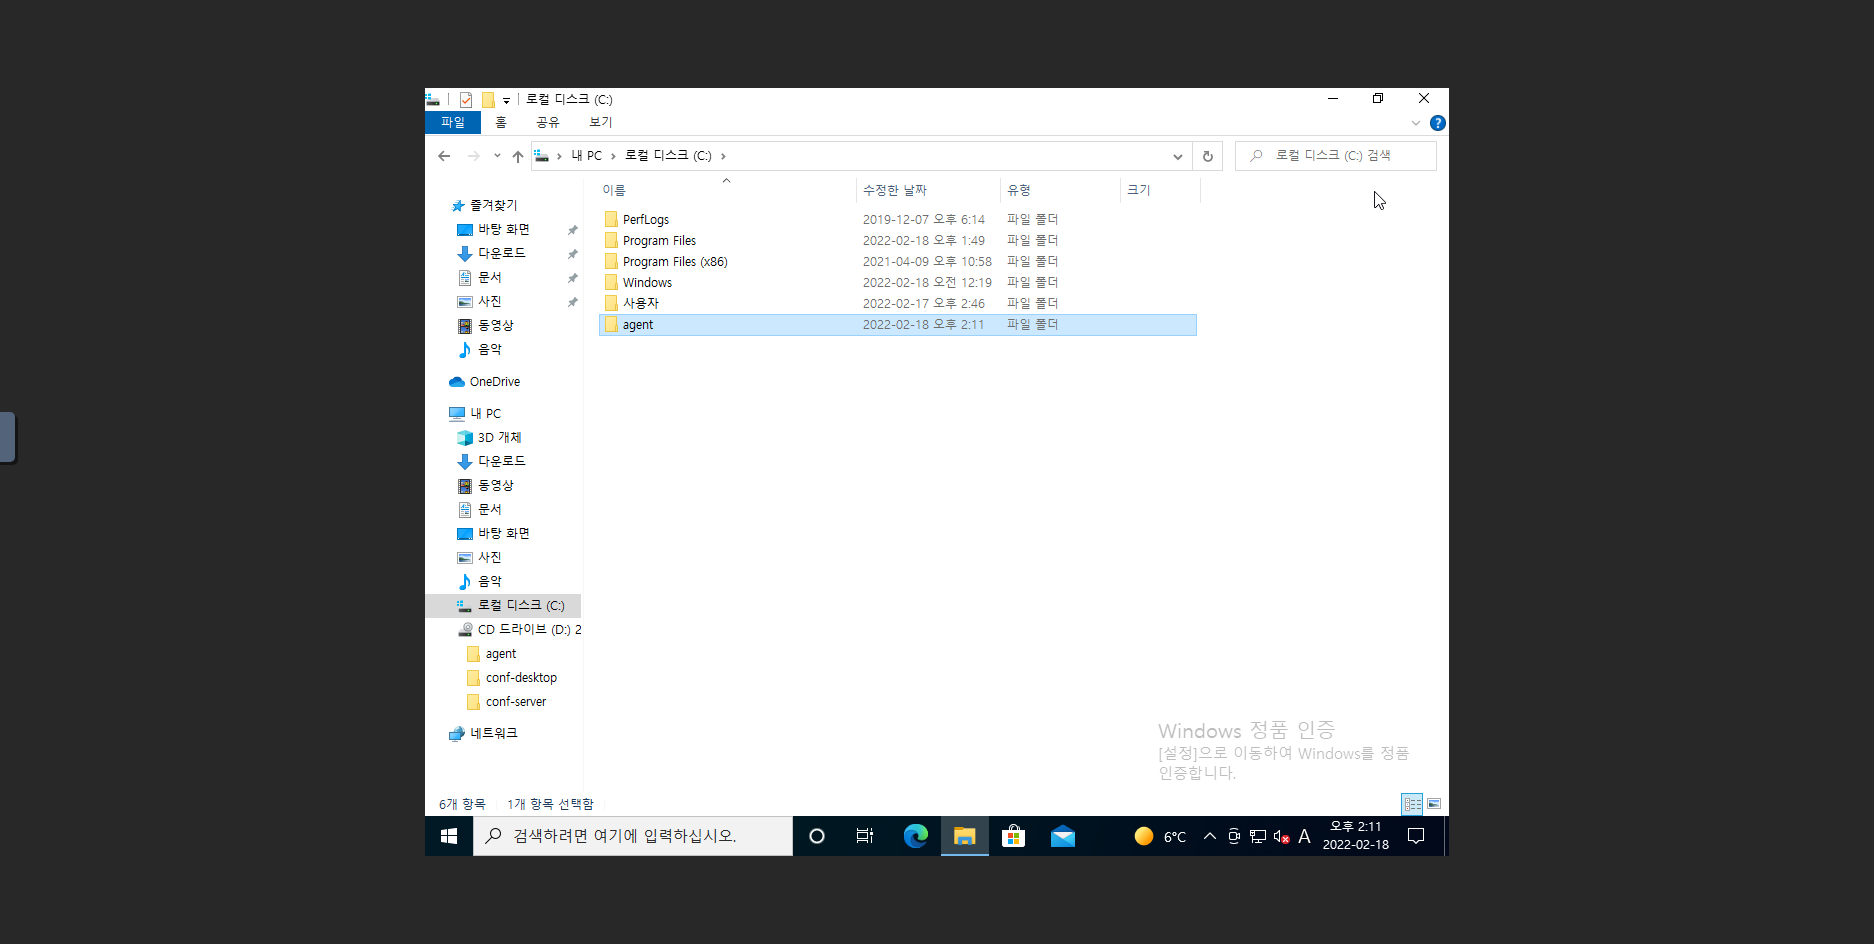 로컬 디스크 (C:)
파일 홈 공유 보기
내 PC 로컬 디스크 (C:) 로컬 디스크 (C:) 검색
이름 수정한 날짜 유형 크기
즐겨찾기
바탕 화면
다운로드
문서
사진
동영상
음악
OneDrive
내 PC
3D 개체
다운로드
동영상
문서
바탕 화면
사진
음악
로컬 디스크 (C:)
CD 드라이브 (D:) 2
agent
conf-desktop
conf-server
네트워크
PerfLogs 2019-12-07 오후 6:14 파일 폴더
Program Files 2022-02-18 오후 1:49 파일 폴더
Program Files (x86) 2021-04-09 오후 10:58 파일 폴더
Windows 2022-02-18 오전 12:19 파일 폴더
사용자 2022-02-17 오후 2:46 파일 폴더
agent 2022-02-18 오후 2:11 파일 폴더
Windows 정품 인증
[설정]으로 이동하여 Windows를 정품
인증합니다.
6개 항목 1개 항목 선택함
검색하려면 여기에 입력하십시오.
6°C
A
오후 2:11
2022-02-18